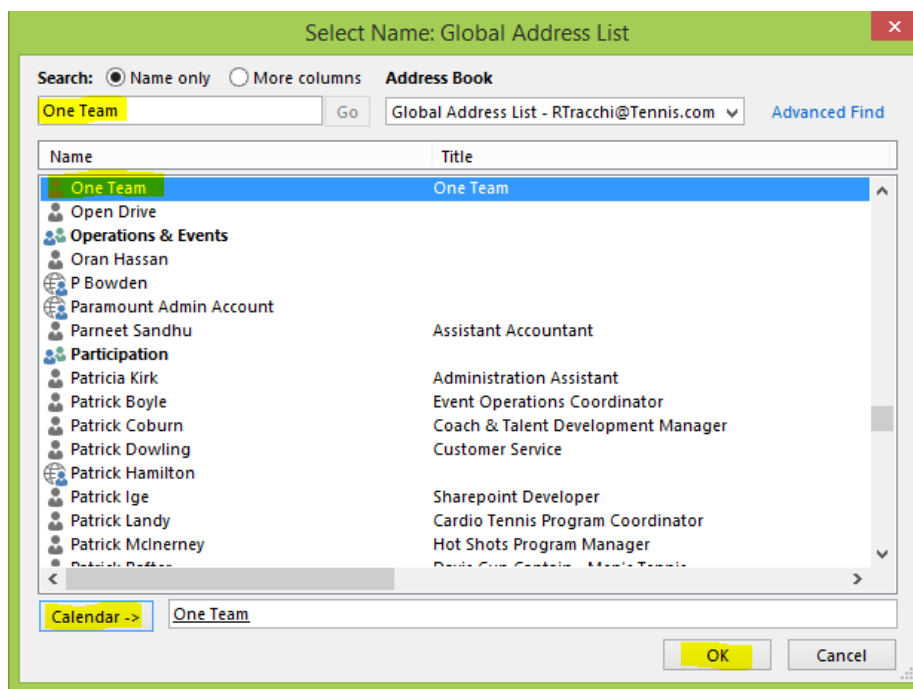 Select Name: Global Address List
Search: Name only More columns Address Book
One Team Go Global Address List - RTracchi@Tennis.com Advanced Find
Name Title
One Team One Team
Open Drive
Operations & Events
Oran Hassan
P Bowden
Paramount Admin Account
Parneet Sandhu Assistant Accountant
Participation
Patricia Kirk Administration Assistant
Patrick Boyle Event Operations Coordinator
Patrick Coburn Coach & Talent Development Manager
Patrick Dowling Customer Service
Patrick Hamilton
Patrick Ige Sharepoint Developer
Patrick Landy Cardio Tennis Program Coordinator
Patrick McInerney Hot Shots Program Manager
Calendar -> One Team
OK Cancel